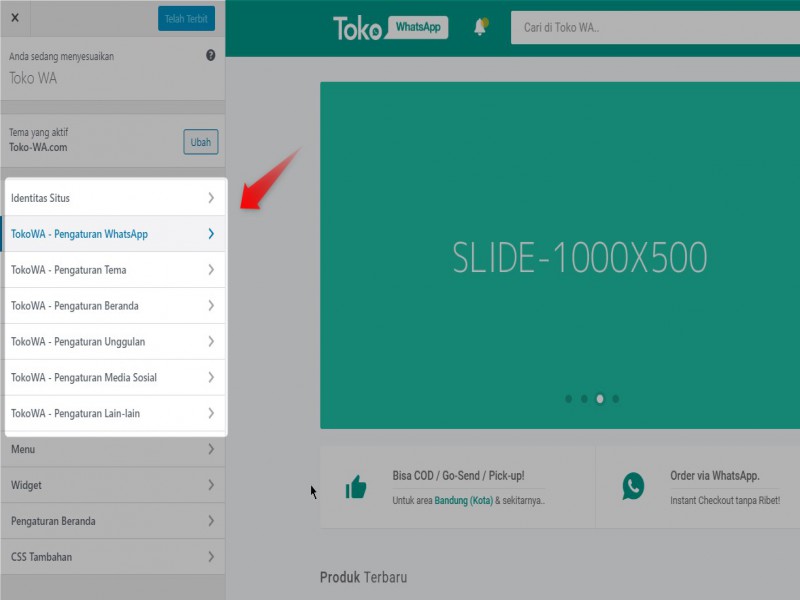 Telah Terbit
Anda sedang menyesuaikan
Toko WA
Tema yang aktif
Toko-WA.com
Ubah
Identitas Situs
TokoWA - Pengaturan WhatsApp
TokoWA - Pengaturan Tema
TokoWA - Pengaturan Beranda
TokoWA - Pengaturan Unggulan
TokoWA - Pengaturan Media Sosial
TokoWA - Pengaturan Lain-lain
Menu
Widget
Pengaturan Beranda
CSS Tambahan
Toko WhatsApp
Cari di Toko WA..
SLIDE-1000X500
Bisa COD / Go-Send / Pick-up!
Untuk area Bandung (Kota) & sekitarnya..
Order via WhatsApp.
Instant Checkout tanpa Ribet!
Produk Terbaru